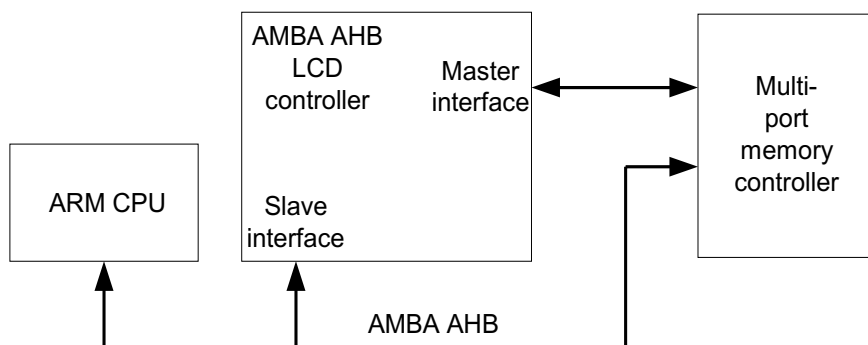 AMBA AHB
LCD
controller
Master
interface
Multi-
port
memory
controller
ARM CPU
Slave
interface
AMBA AHB